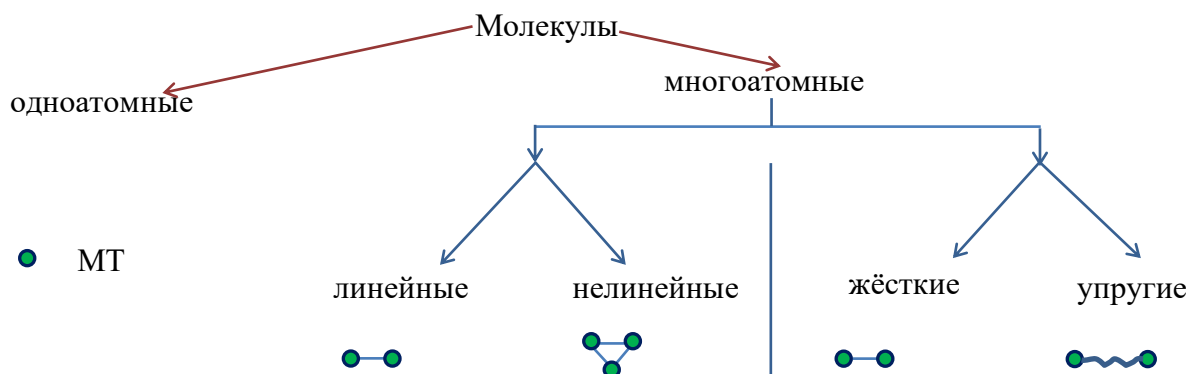 Молекулы
многоатомные
одноатомные
МТ
линейные
нелинейные
жёсткие
упругие